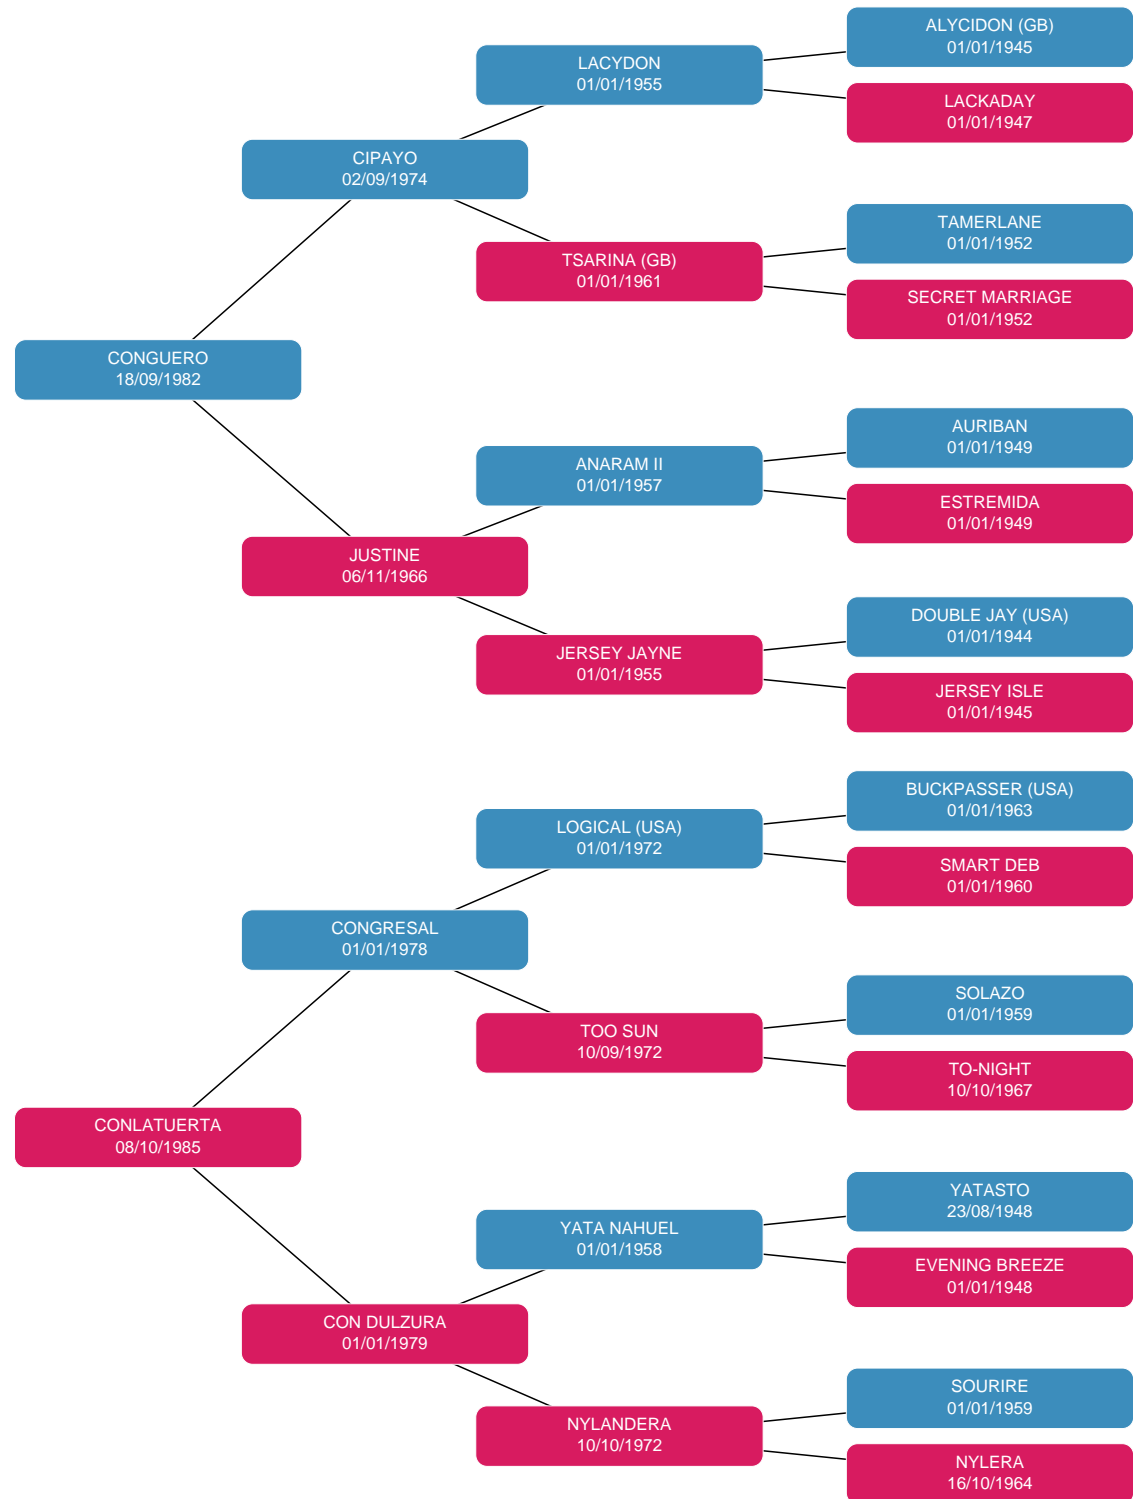 ALYCIDON (GB)
01/01/1945
LACYDON
01/01/1955
LACKADAY
01/01/1947
CIPAYO
02/09/1974
TAMERLANE
01/01/1952
TSARINA (GB)
01/01/1961
SECRET MARRIAGE
01/01/1952
CONGUERO
18/09/1982
AURIBAN
01/01/1949
ANARAM II
01/01/1957
ESTREMIDA
01/01/1949
JUSTINE
06/11/1966
DOUBLE JAY (USA)
01/01/1944
JERSEY JAYNE
01/01/1955
JERSEY ISLE
01/01/1945
BUCKPASSER (USA)
01/01/1963
LOGICAL (USA)
01/01/1972
SMART DEB
01/01/1960
CONGRESAL
01/01/1978
SOLAZO
01/01/1959
TOO SUN
10/09/1972
TO-NIGHT
10/10/1967
CONLATUERTA
08/10/1985
YATASTO
23/08/1948
YATA NAHUEL
01/01/1958
EVENING BREEZE
01/01/1948
CON DULZURA
01/01/1979
SOURIRE
01/01/1959
NYLANDERA
10/10/1972
NYLERA
16/10/1964